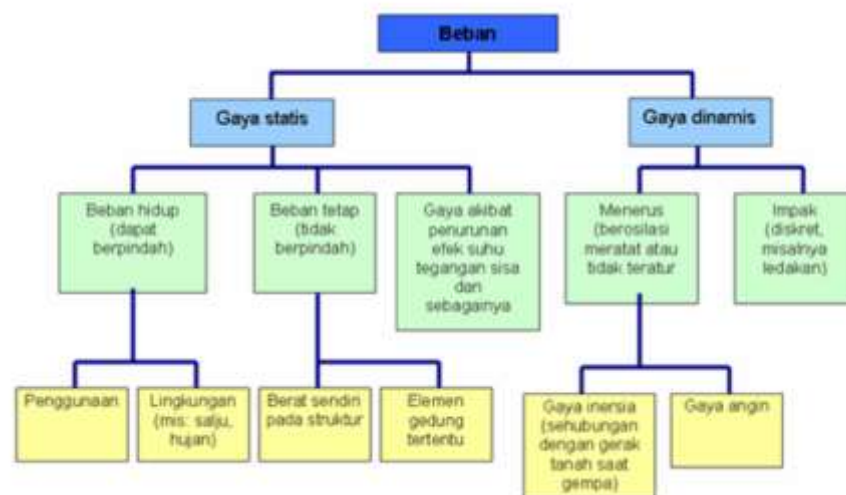 Beban
Gaya statis
Gaya dinamis
Beban hidup
(dapat
berpindah)
Beban tetap
(tidak
berpindah)
Gaya akibat
penurunan
efek suhu
tegangan sisa
dan
sebagainya
Menerus
(berosilasi
meratat atau
tidak teratur
Impak
(diskret,
misalnya
ledakan)
Penggunaan
Lingkungan
(mis: salju,
hujan)
Berat sendin
pada struktur
Elemen
gedung
tertentu
Gaya inersia
(sehubungan
dengan gerak
tanah saat
gempa)
Gaya angin